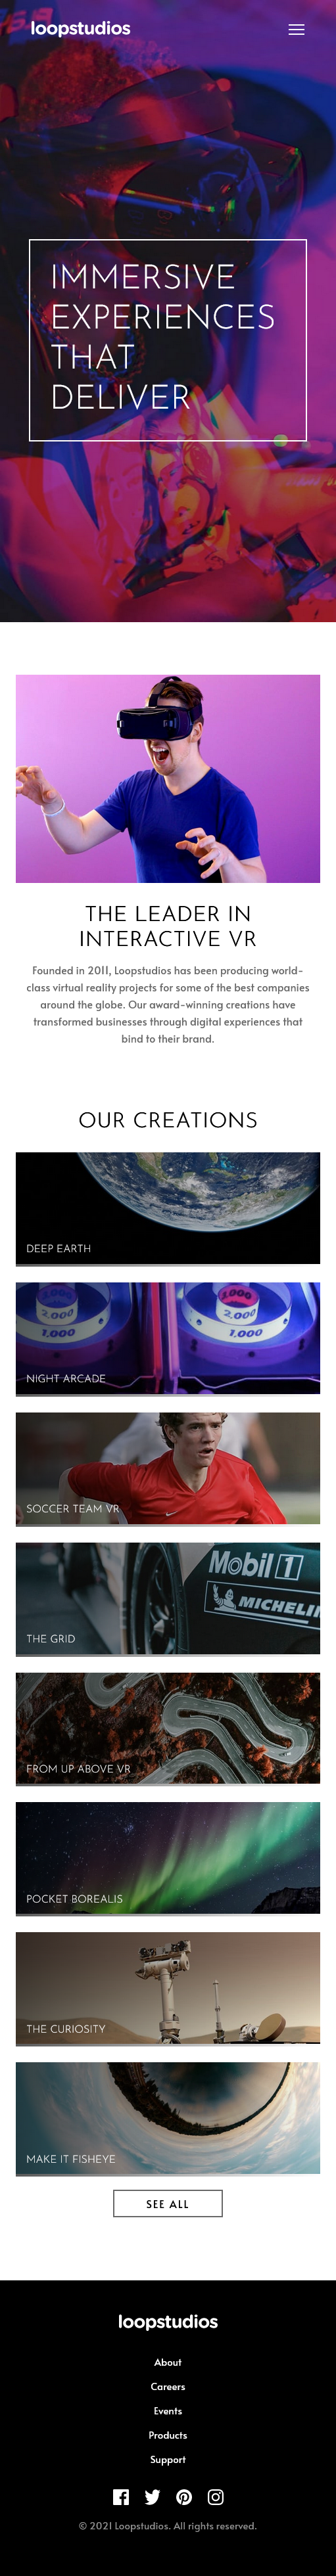 loopstudios
IMMERSIVE
EXPERIENCES
THAT
DELIVER
THE LEADER IN
INTERACTIVE VR
Founded in 2011, Loopstudios has been producing world-
class virtual reality projects for some of the best companies
around the globe. Our award-winning creations have
transformed businesses through digital experiences that
bind to their brand.
OUR CREATIONS
DEEP EARTH
3.000
3.000
2.000
2.000
1.000
1.000
NIGHT ARCADE
SOCCER TEAM VR
Mobil 1
MICHELIN
THE GRID
FROM UP ABOVE VR
POCKET BOREALIS
THE CURIOSITY
MAKE IT FISHEYE
SEE ALL
loopstudios
About
Careers
Events
Products
Support
© 2021 Loopstudios. All rights reserved.